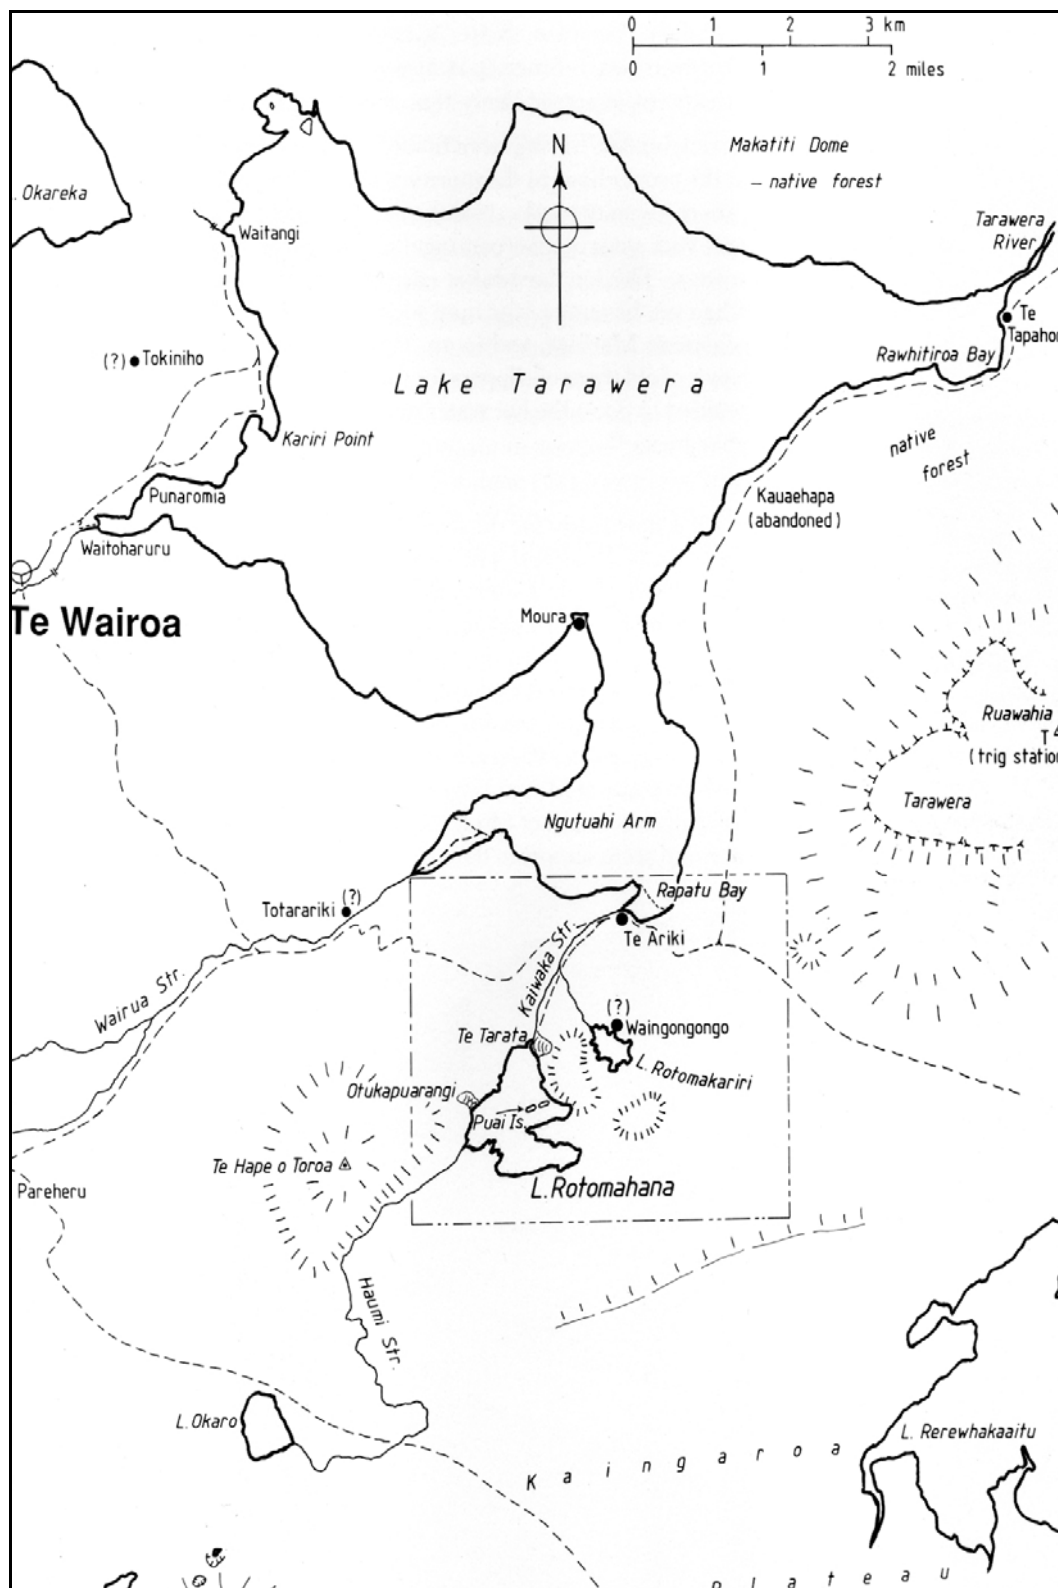 0 1 2 3 km
0 1 2 miles
N
Makatiti Dome
– native forest
. Okareka
Tarawera
River
Waitangi
Te
Tapahor
(?) Tokiniho
Rawhitiroa Bay
Lake Tarawera
Kariri Point
native
forest
Punaromia
Kauaehapa
(abandoned)
Waitoharuru
Te Wairoa
Moura
Ruawahia
T
(trig station
Tarawera
Ngutuahi Arm
Rapatu Bay
Totarariki (?)
Te Ariki
Kaiwaka Str.
Wairua Str.
(?)
Waingongongo
Te Tarata
L. Rotomakariri
Otukapuarangi
Puai Is.
Te Hape o Toroa
L. Rotomahana
Pareheru
Haumi Str.
L. Okaro
L. Rerewhakaaitu
Kaingaroa
Plateau